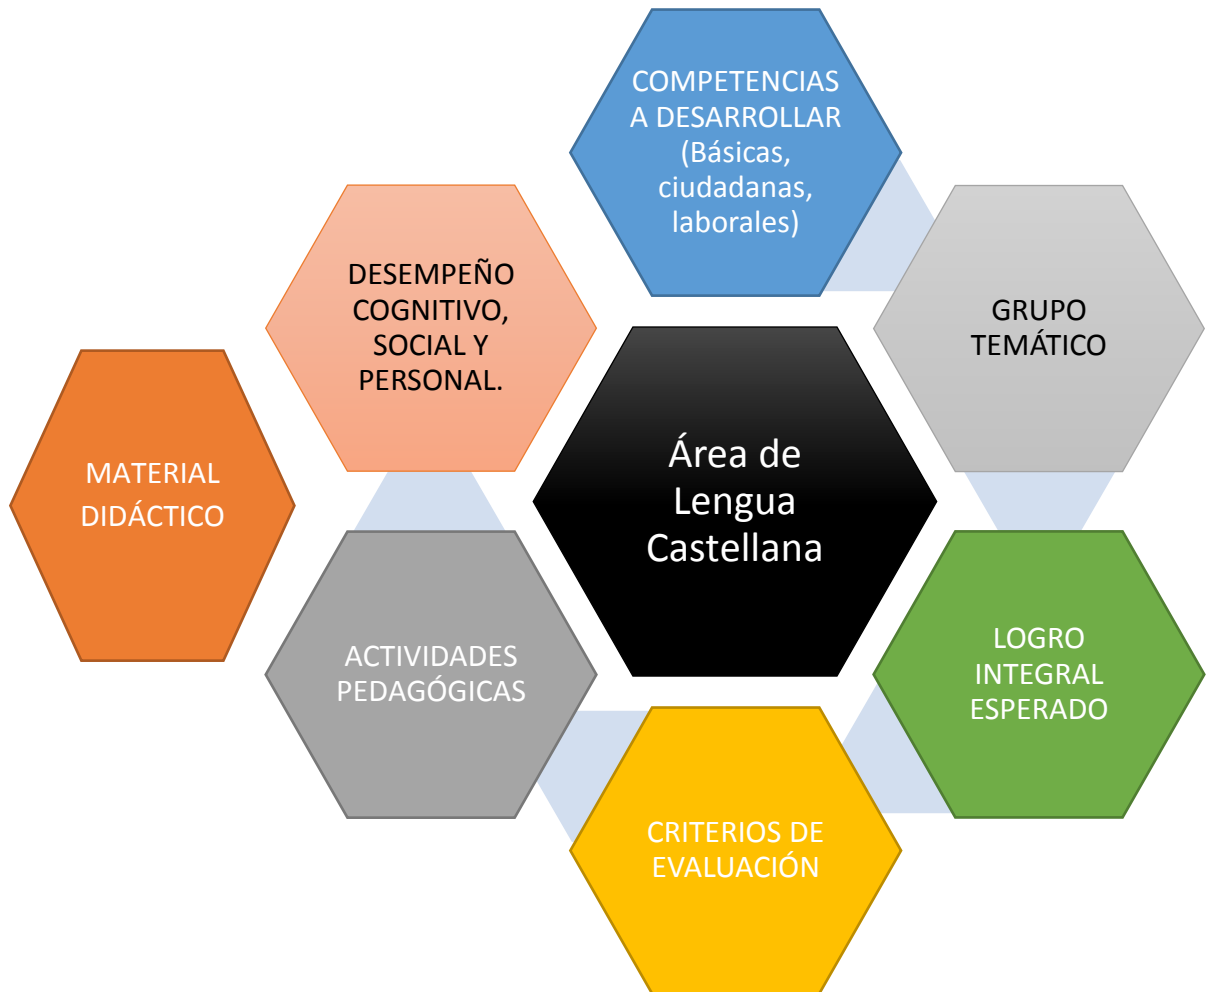 COMPETENCIAS
A DESARROLLAR
(Básicas,
ciudadanas,
laborales)
DESEMPEÑO
COGNITIVO,
SOCIAL Y
PERSONAL.
GRUPO
TEMÁTICO
MATERIAL
DIDÁCTICO
Área de
Lengua
Castellana
ACTIVIDADES
PEDAGÓGICAS
LOGRO
INTEGRAL
ESPERADO
CRITERIOS DE
EVALUACIÓN